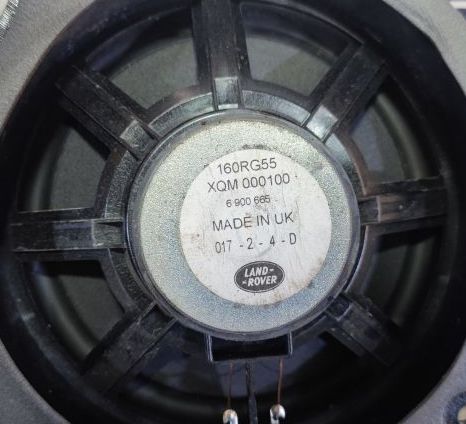 160RG55
XQM 000100
6 900 665
MADE IN UK
017 - 2 - 4 - D
LAND-
-ROVER